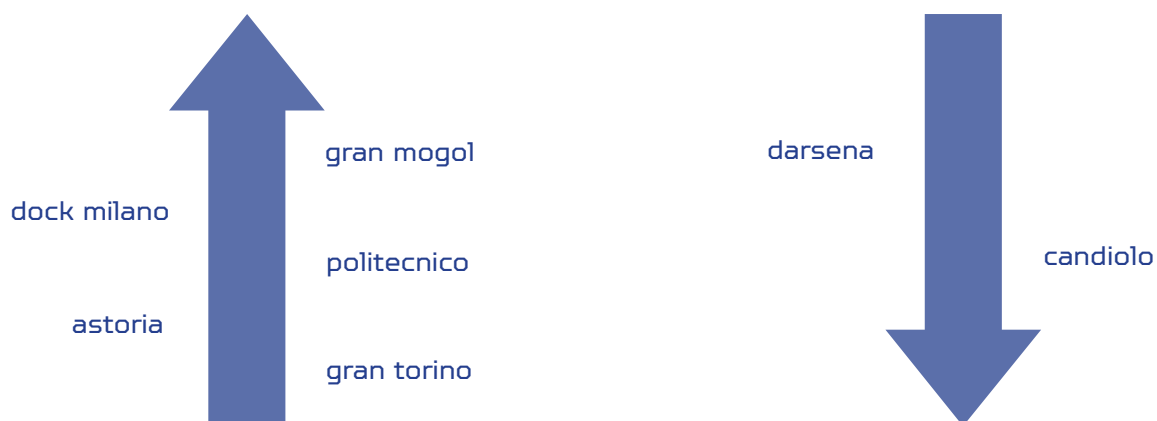 gran mogol
dock milano
politecnico
astoria
gran torino
darsena
candiolo